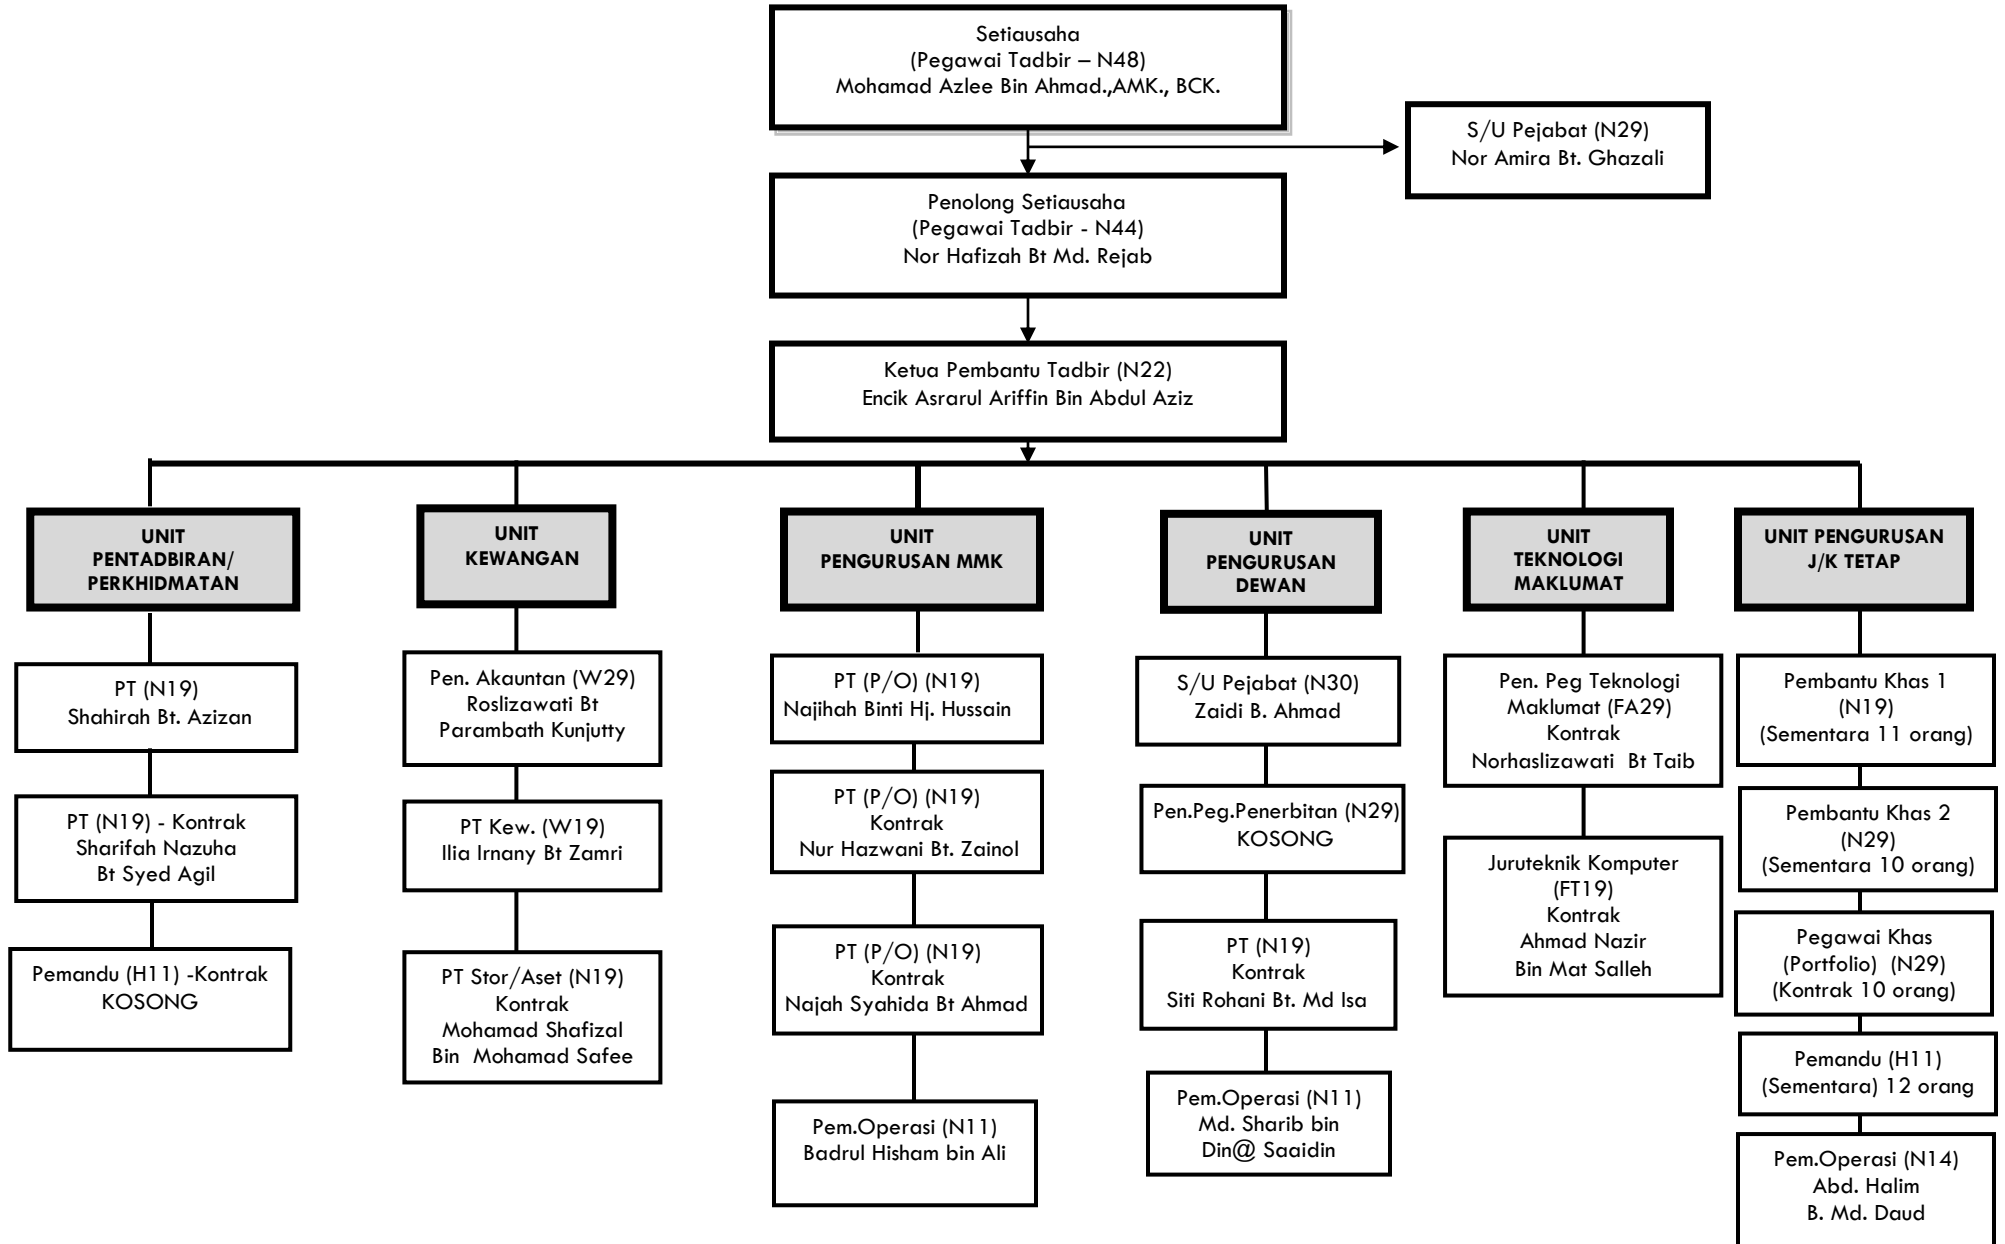 Setiausaha
(Pegawai Tadbir – N48)
Mohamad Azlee Bin Ahmad.,AMK., BCK.
S/U Pejabat (N29)
Nor Amira Bt. Ghazali
Penolong Setiausaha
(Pegawai Tadbir - N44)
Nor Hafizah Bt Md. Rejab
Ketua Pembantu Tadbir (N22)
Encik Asrarul Ariffin Bin Abdul Aziz
UNIT
PENTADBIRAN/
PERKHIDMATAN
PT (N19)
Shahirah Bt. Azizan
PT (N19) - Kontrak
Sharifah Nazuha
Bt Syed Agil
Pemandu (H11) -Kontrak
KOSONG
UNIT
KEWANGAN
Pen. Akauntan (W29)
Roslizawati Bt
Parambath Kunjutty
PT Kew. (W19)
Ilia Irnany Bt Zamri
PT Stor/Aset (N19)
Kontrak
Mohamad Shafizal
Bin  Mohamad Safee
UNIT
PENGURUSAN MMK
PT (P/O) (N19)
Najihah Binti Hj. Hussain
PT (P/O) (N19)
Kontrak
Nur Hazwani Bt. Zainol
PT (P/O) (N19)
Kontrak
Najah Syahida Bt Ahmad
Pem.Operasi (N11)
Badrul Hisham bin Ali
UNIT
PENGURUSAN
DEWAN
S/U Pejabat (N30)
Zaidi B. Ahmad
Pen.Peg.Penerbitan (N29)
KOSONG
PT (N19)
Kontrak
Siti Rohani Bt. Md Isa
Pem.Operasi (N11)
Md. Sharib bin
Din@ Saaidin
UNIT
TEKNOLOGI
MAKLUMAT
Pen. Peg Teknologi
Maklumat (FA29)
Kontrak
Norhaslizawati  Bt Taib
Juruteknik Komputer
(FT19)
Kontrak
Ahmad Nazir
Bin Mat Salleh
UNIT PENGURUSAN
J/K TETAP
Pembantu Khas 1
(N19)
(Sementara 11 orang)
Pembantu Khas 2
(N29)
(Sementara 10 orang)
Pegawai Khas
(Portfolio)  (N29)
(Kontrak 10 orang)
Pemandu (H11)
(Sementara) 12 orang
Pem.Operasi (N14)
Abd. Halim
B. Md. Daud